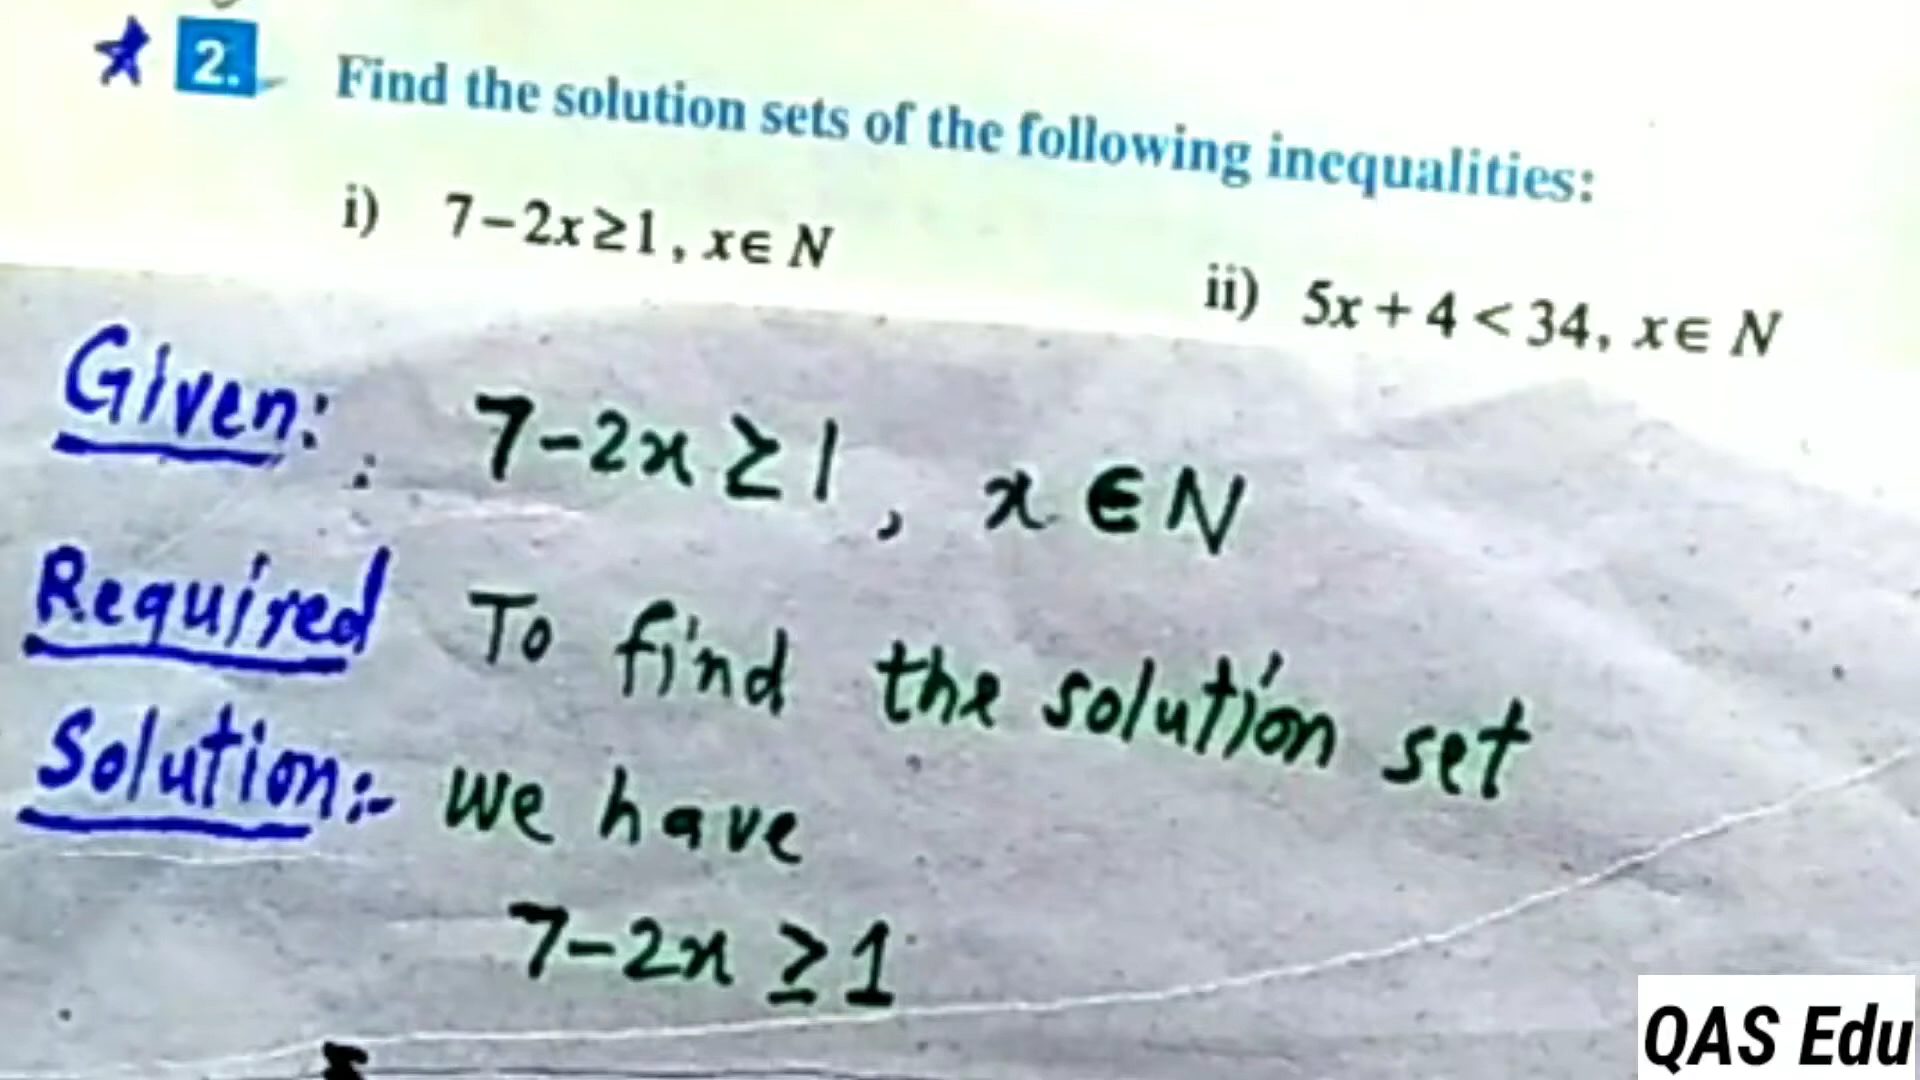 2. Find the solution sets of the following inequalities:
i) 7-2x≥1, x∈ N
ii) 5x+4<34, x∈ N
Given: 7-2x≥1, x∈N
Required To find the solution set
Solution:- we have
7-2x≥1
QAS Edu